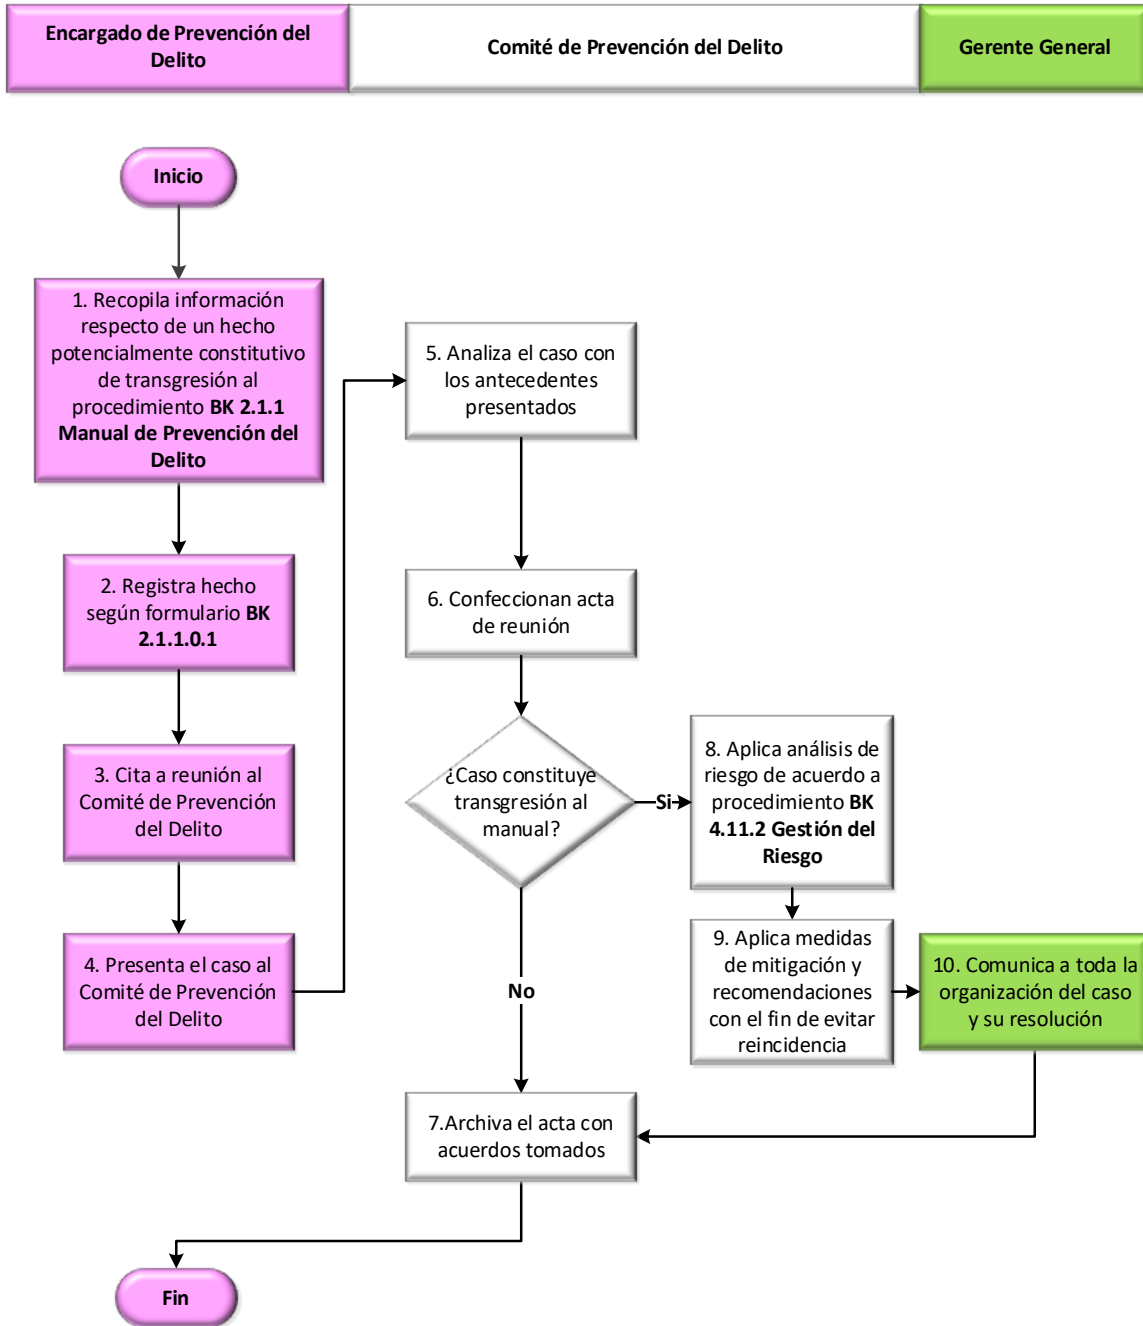 Encargado de Prevención del
Delito
Comité de Prevención del Delito
Gerente General
Inicio
1. Recopila información
respecto de un hecho
potencialmente constitutivo
de transgresión al
procedimiento BK 2.1.1
Manual de Prevención del
Delito
2. Registra hecho
según formulario BK
2.1.1.0.1
3. Cita a reunión al
Comité de Prevención
del Delito
4. Presenta el caso al
Comité de Prevención
del Delito
5. Analiza el caso con
los antecedentes
presentados
6. Confeccionan acta
de reunión
¿Caso constituye
transgresión al
manual?
Si
No
8. Aplica análisis de
riesgo de acuerdo a
procedimiento BK
4.11.2 Gestión del
Riesgo
9. Aplica medidas
de mitigación y
recomendaciones
con el fin de evitar
reincidencia
10. Comunica a toda la
organización del caso
y su resolución
7.Archiva el acta con
acuerdos tomados
Fin